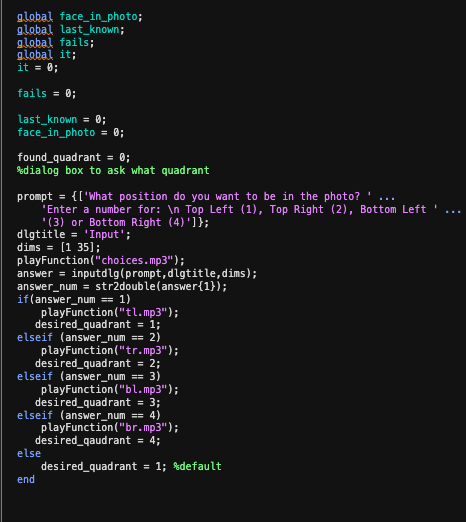 global face_in_photo;
global last_known;
global fails;
global it;
it = 0;
fails = 0;
last_known = 0;
face_in_photo = 0;
found_quadrant = 0;
%dialog box to ask what quadrant
prompt = {['What position do you want to be in the photo? ' ...
'Enter a number for: \n Top Left (1), Top Right (2), Bottom Left ' ...
'(3) or Bottom Right (4)']};
dlgtitle = 'Input';
dims = [1 35];
playFunction("choices.mp3");
answer = inputdlg(prompt,dlgtitle,dims);
answer_num = str2double(answer{1});
if(answer_num == 1)
playFunction("tl.mp3");
desired_quadrant = 1;
elseif (answer_num == 2)
playFunction("tr.mp3");
desired_quadrant = 2;
elseif (answer_num == 3)
playFunction("bl.mp3");
desired_quadrant = 3;
elseif (answer_num == 4)
playFunction("br.mp3");
desired_qaudrant = 4;
else
desired_quadrant = 1; %default
end